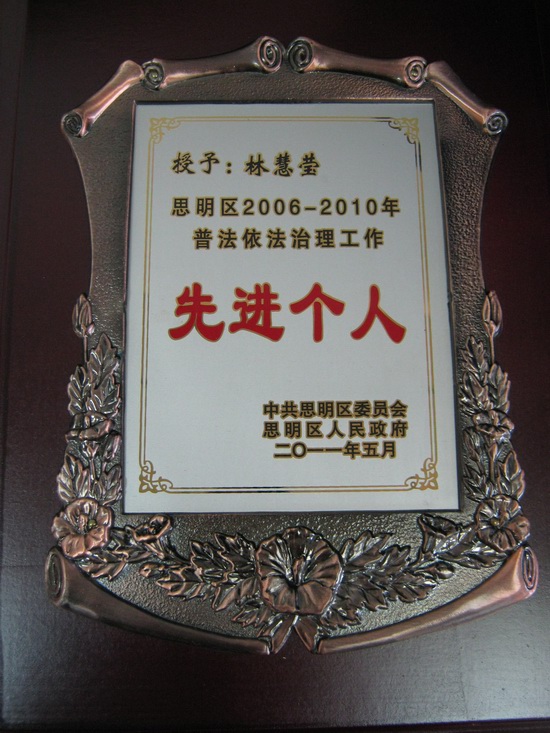 授予：林慧莹
思明区2006-2010年
普法依法治理工作
先进个人
中共思明区委员会
思明区人民政府
二〇一一年五月